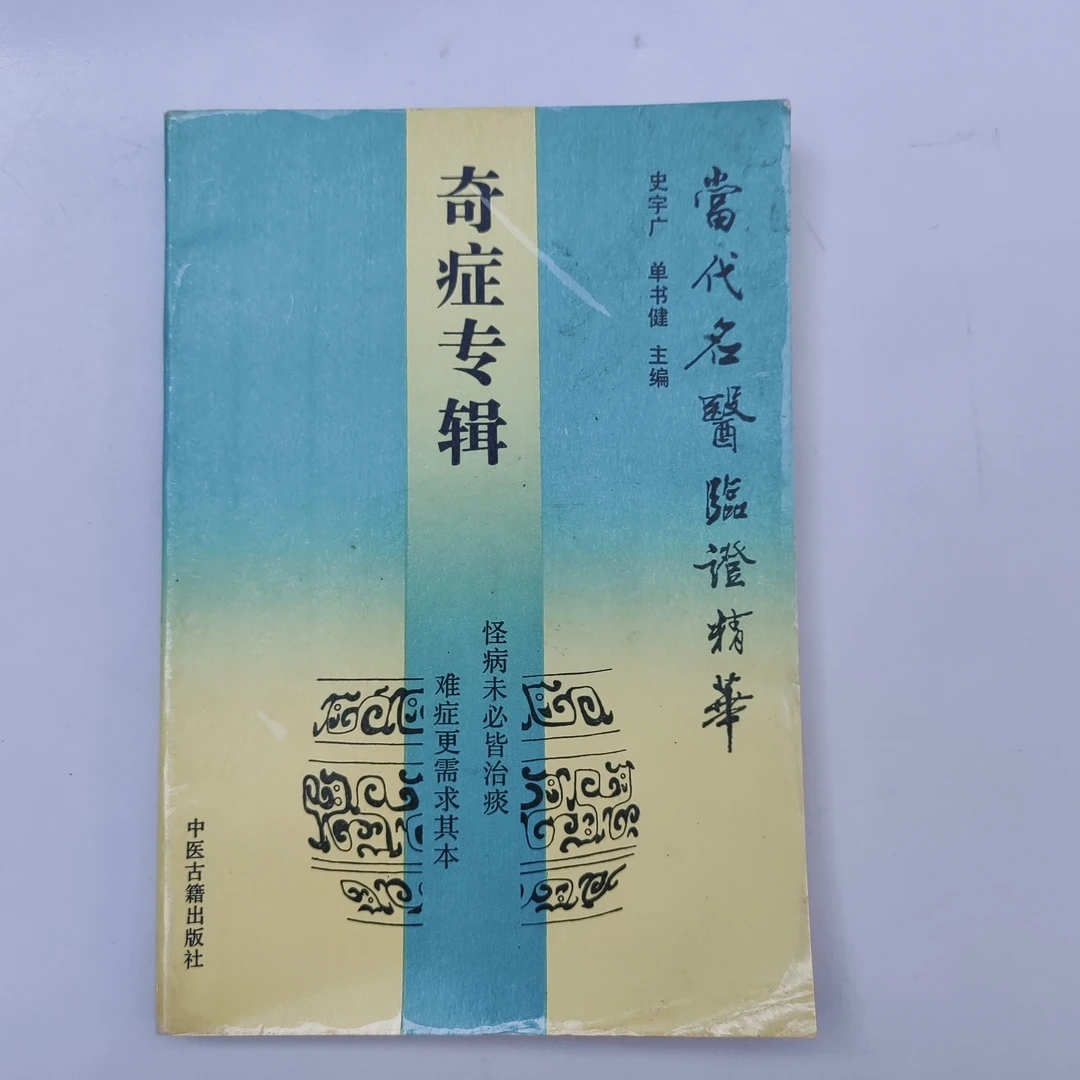 當代名醫臨證精華
史宇广 单书健 主编
奇症专辑
怪病未必皆治痰
难症更需求其本
中医古籍出版社